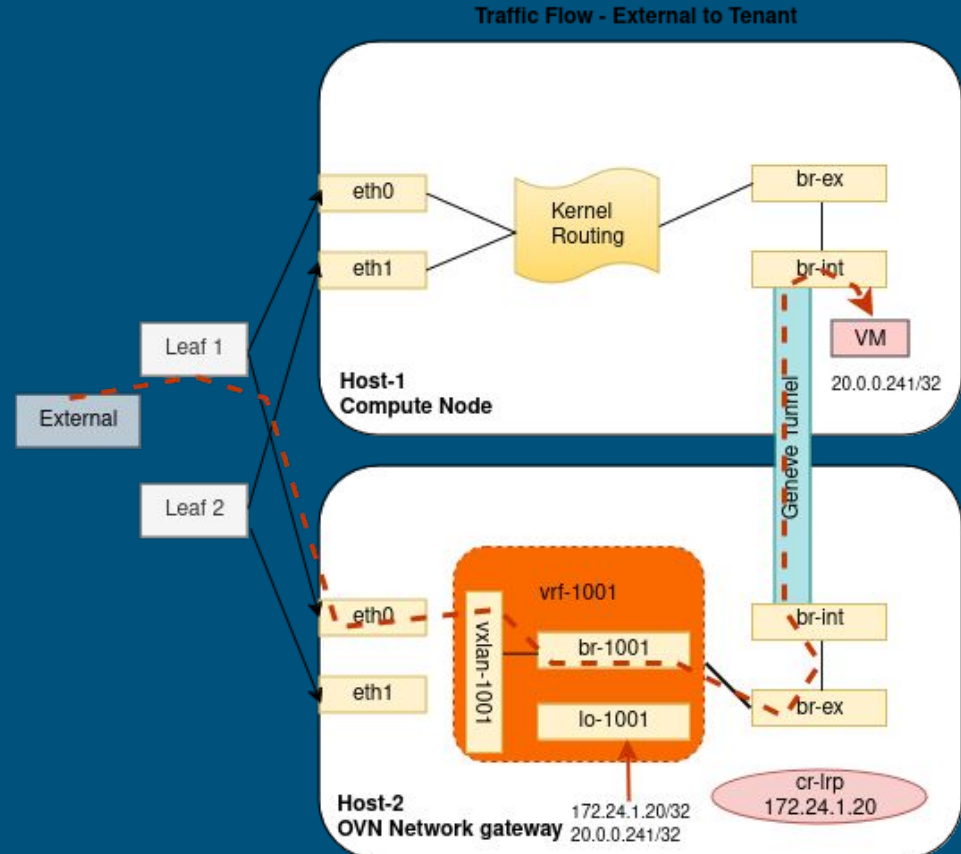 Traffic Flow - External to Tenant
eth0
eth1
Kernel
Routing
br-ex
br-int
VM
20.0.0.241/32
Host-1
Compute Node
Leaf 1
External
Leaf 2
Geneve Tunnel
eth0
eth1
vrf-1001
vxlan-1001
br-1001
lo-1001
br-int
br-ex
cr-lrp
172.24.1.20
Host-2
OVN Network gateway
172.24.1.20/32
20.0.0.241/32